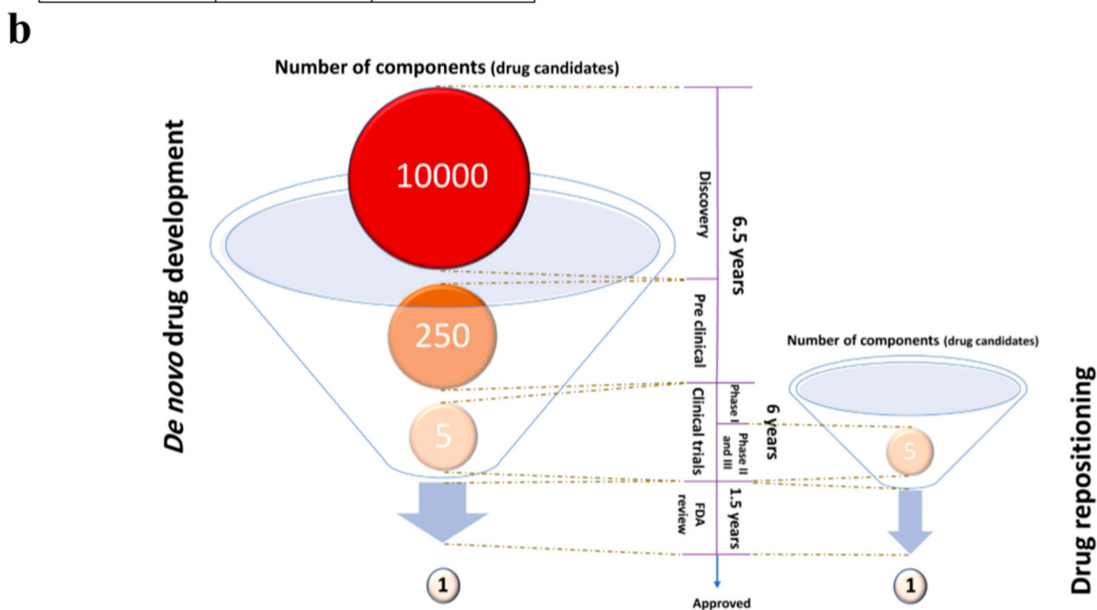 b
Number of components (drug candidates)
De novo drug development
10000
250
5
1
Discovery
Pre clinical
Clinical trials
FDA
review
6.5 years
Phase I
Phase II
and III
6 years
1.5 years
Approved
Number of components (drug candidates)
5
1
Drug repositioning